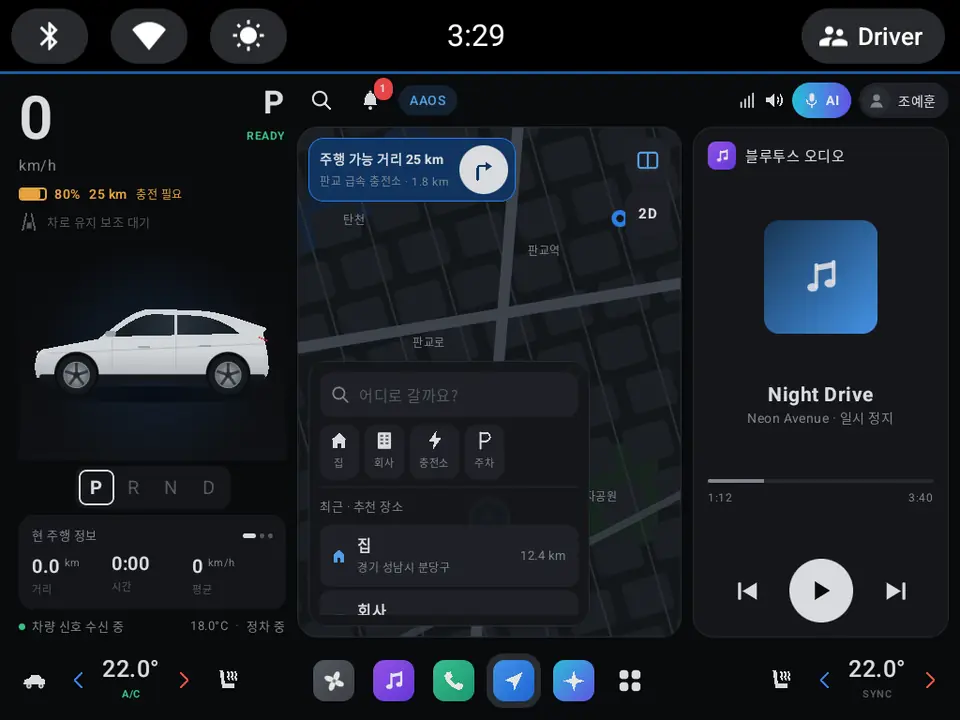 3:29
Driver
0
km/h
P
READY
80% 25 km 충전 필요
차로 유지 보조 대기
P R N D
현 주행 정보
0.0 km
거리
0:00
시간
0 km/h
평균
차량 신호 수신 중
18.0°C · 정차 중
1
AAOS
AI
조예훈
주행 가능 거리 25 km
판교 급속 충전소 · 1.8 km
2D
탄천
판교역
판교로
어디로 갈까요?
집
회사
충전소
P
주차
최근 · 추천 장소
자공원
집
경기 성남시 분당구
12.4 km
회사
블루투스 오디오
Night Drive
Neon Avenue · 일시 정지
1:12
3:40
22.0°
A/C
22.0°
SYNC